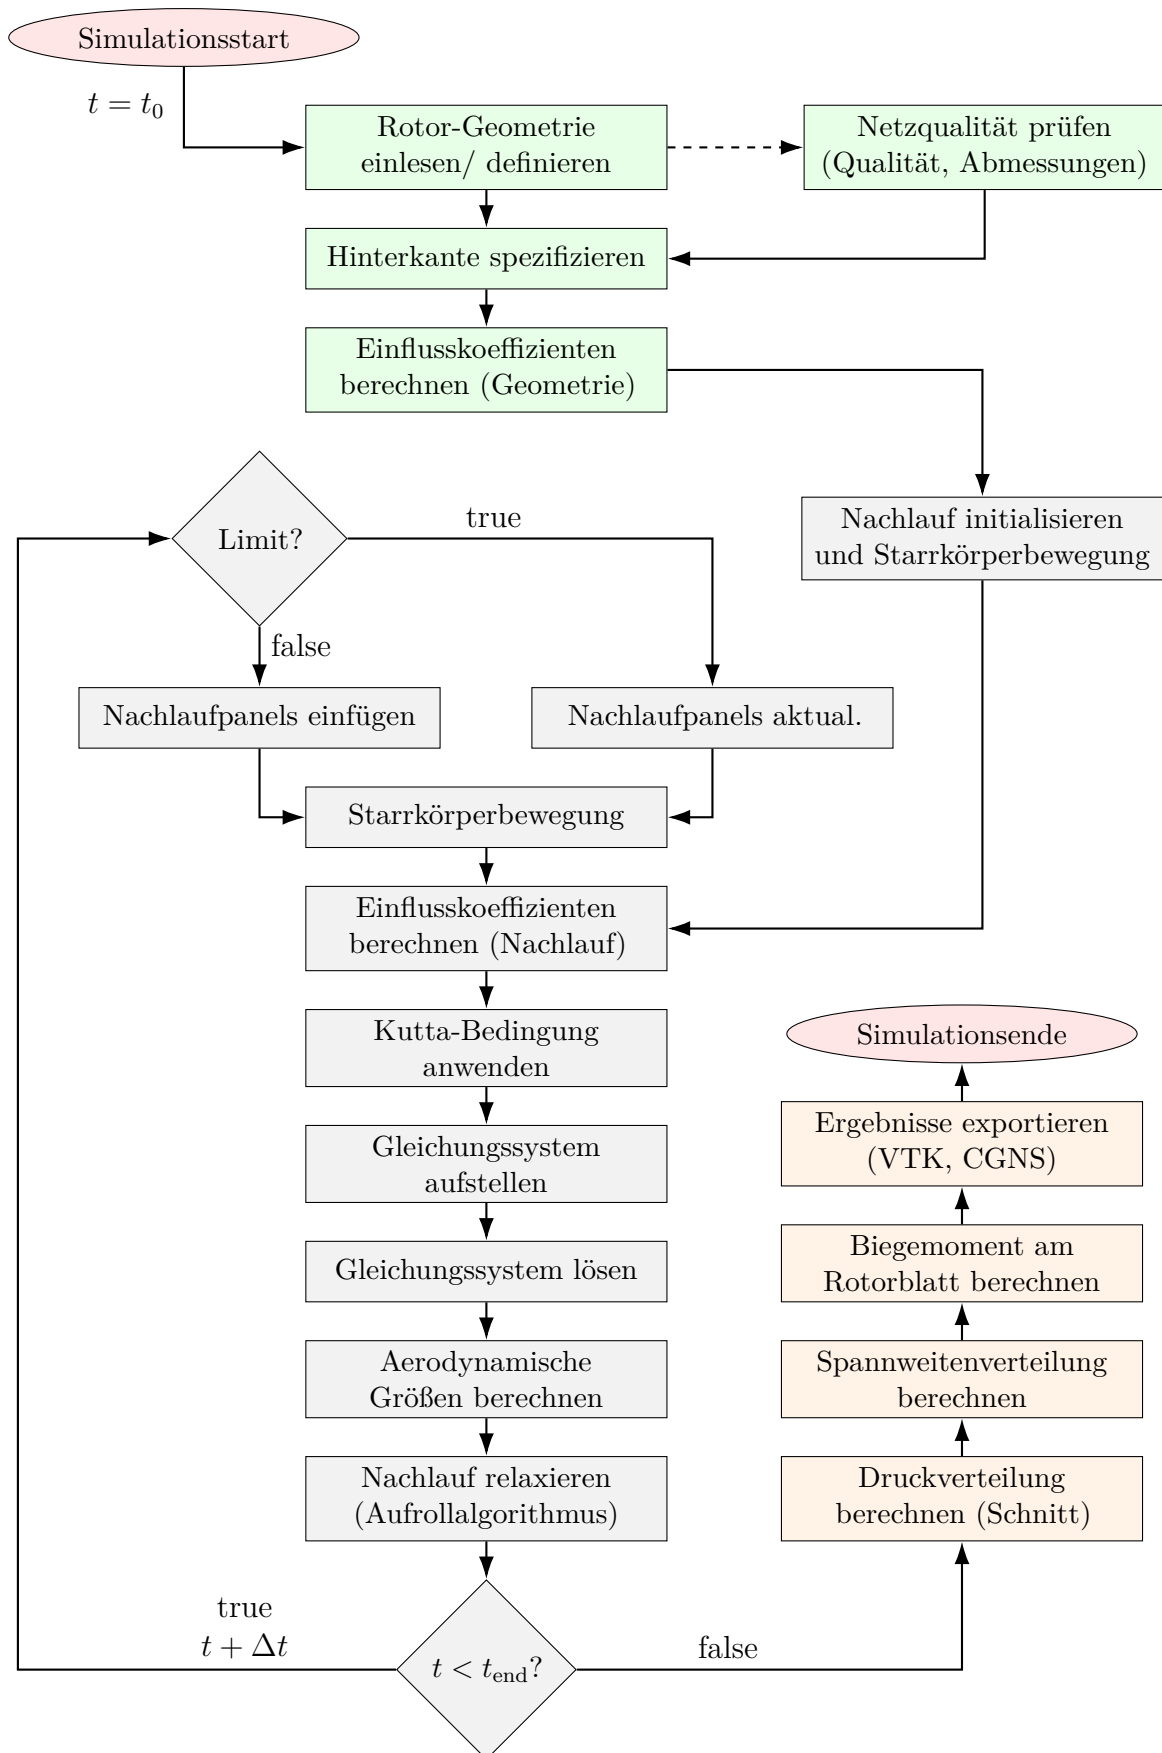 Simulationsstart
t = t₀
Rotor-Geometrie
einlesen/ definieren
Netzqualität prüfen
(Qualität, Abmessungen)
Hinterkante spezifizieren
Einflusskoeffizienten
berechnen (Geometrie)
Nachlauf initialisieren
und Starrkörperbewegung
Limit?
true
false
Nachlaufpanels einfügen
Nachlaufpanels aktual.
Starrkörperbewegung
Einflusskoeffizienten
berechnen (Nachlauf)
Kutta-Bedingung
anwenden
Gleichungssystem
aufstellen
Gleichungssystem lösen
Aerodynamische
Größen berechnen
Nachlauf relaxieren
(Aufrollalgorithmus)
t < t_end?
true
t + Δt
false
Druckverteilung
berechnen (Schnitt)
Spannweitenverteilung
berechnen
Biegemoment am
Rotorblatt berechnen
Ergebnisse exportieren
(VTK, CGNS)
Simulationsende